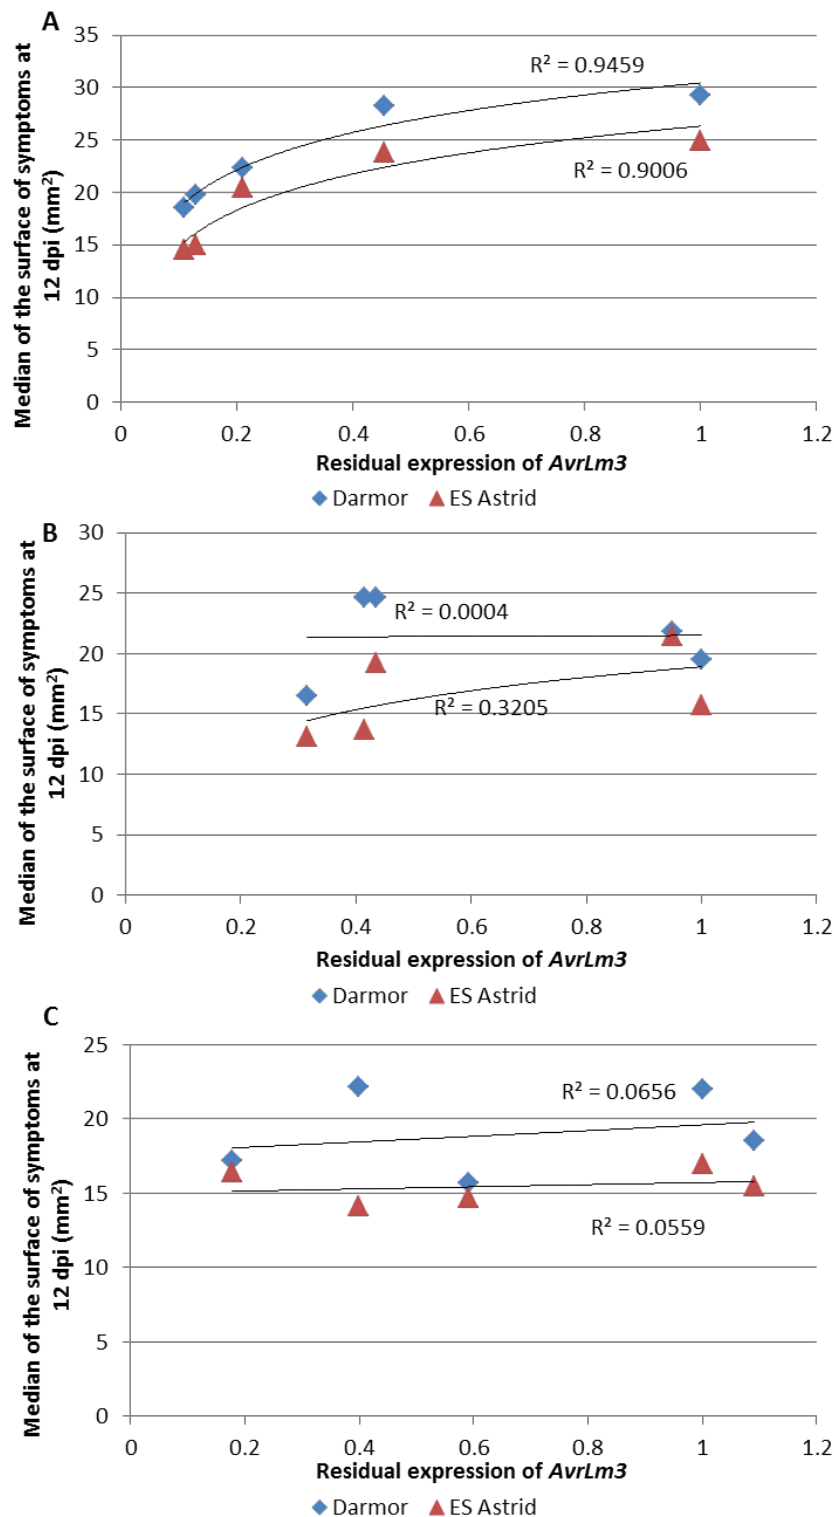 A
Median of the surface of symptoms at
12 dpi (mm²)
35
30
25
20
15
10
5
0
R² = 0.9459
R² = 0.9006
0 0.2 0.4 0.6 0.8 1 1.2
Residual expression of AvrLm3
Darmor ES Astrid
B
Median of the surface of symptoms at
12 dpi (mm²)
30
25
20
15
10
5
0
R² = 0.0004
R² = 0.3205
0 0.2 0.4 0.6 0.8 1 1.2
Residual expression of AvrLm3
Darmor ES Astrid
C
Median of the surface of symptoms at
12 dpi (mm²)
25
20
15
10
5
0
R² = 0.0656
R² = 0.0559
0 0.2 0.4 0.6 0.8 1 1.2
Residual expression of AvrLm3
Darmor ES Astrid